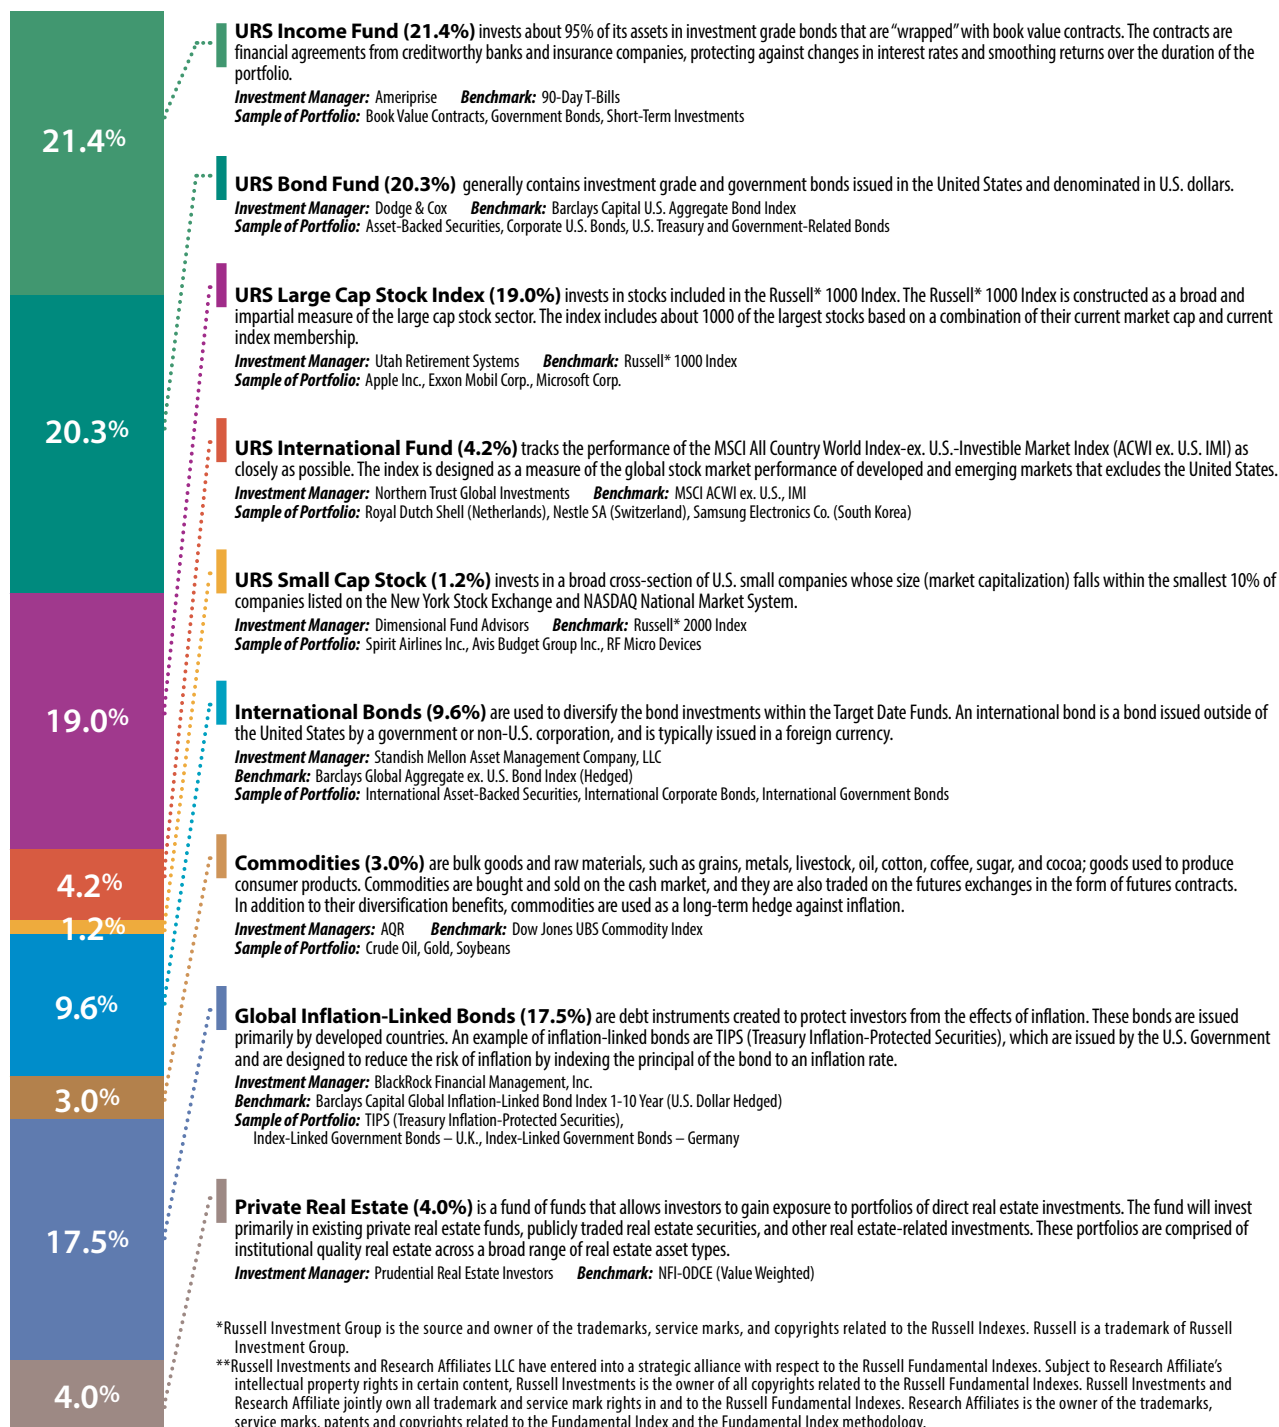 21.4%
20.3%
19.0%
4.2%
1.2%
9.6%
3.0%
17.5%
4.0%
URS Income Fund (21.4%) invests about 95% of its assets in investment grade bonds that are “wrapped” with book value contracts. The contracts are
financial agreements from creditworthy banks and insurance companies, protecting against changes in interest rates and smoothing returns over the duration of the
portfolio.
Investment Manager: Ameriprise Benchmark: 90-Day T-Bills
Sample of Portfolio: Book Value Contracts, Government Bonds, Short-Term Investments
URS Bond Fund (20.3%) generally contains investment grade and government bonds issued in the United States and denominated in U.S. dollars.
Investment Manager: Dodge & Cox Benchmark: Barclays Capital U.S. Aggregate Bond Index
Sample of Portfolio: Asset-Backed Securities, Corporate U.S. Bonds, U.S. Treasury and Government-Related Bonds
URS Large Cap Stock Index (19.0%) invests in stocks included in the Russell* 1000 Index. The Russell* 1000 Index is constructed as a broad and
impartial measure of the large cap stock sector. The index includes about 1000 of the largest stocks based on a combination of their current market cap and current
index membership.
Investment Manager: Utah Retirement Systems Benchmark: Russell* 1000 Index
Sample of Portfolio: Apple Inc., Exxon Mobil Corp., Microsoft Corp.
URS International Fund (4.2%) tracks the performance of the MSCI All Country World Index-ex. U.S.-Investible Market Index (ACWI ex. U.S. IMI) as
closely as possible. The index is designed as a measure of the global stock market performance of developed and emerging markets that excludes the United States.
Investment Manager: Northern Trust Global Investments Benchmark: MSCI ACWI ex. U.S., IMI
Sample of Portfolio: Royal Dutch Shell (Netherlands), Nestle SA (Switzerland), Samsung Electronics Co. (South Korea)
URS Small Cap Stock (1.2%) invests in a broad cross-section of U.S. small companies whose size (market capitalization) falls within the smallest 10% of
companies listed on the New York Stock Exchange and NASDAQ National Market System.
Investment Manager: Dimensional Fund Advisors Benchmark: Russell* 2000 Index
Sample of Portfolio: Spirit Airlines Inc., Avis Budget Group Inc., RF Micro Devices
International Bonds (9.6%) are used to diversify the bond investments within the Target Date Funds. An international bond is a bond issued outside of
the United States by a government or non-U.S. corporation, and is typically issued in a foreign currency.
Investment Manager: Standish Mellon Asset Management Company, LLC
Benchmark: Barclays Global Aggregate ex. U.S. Bond Index (Hedged)
Sample of Portfolio: International Asset-Backed Securities, International Corporate Bonds, International Government Bonds
Commodities (3.0%) are bulk goods and raw materials, such as grains, metals, livestock, oil, cotton, coffee, sugar, and cocoa; goods used to produce
consumer products. Commodities are bought and sold on the cash market, and they are also traded on the futures exchanges in the form of futures contracts.
In addition to their diversification benefits, commodities are used as a long-term hedge against inflation.
Investment Managers: AQR Benchmark: Dow Jones UBS Commodity Index
Sample of Portfolio: Crude Oil, Gold, Soybeans
Global Inflation-Linked Bonds (17.5%) are debt instruments created to protect investors from the effects of inflation. These bonds are issued
primarily by developed countries. An example of inflation-linked bonds are TIPS (Treasury Inflation-Protected Securities), which are issued by the U.S. Government
and are designed to reduce the risk of inflation by indexing the principal of the bond to an inflation rate.
Investment Manager: BlackRock Financial Management, Inc.
Benchmark: Barclays Capital Global Inflation-Linked Bond Index 1-10 Year (U.S. Dollar Hedged)
Sample of Portfolio: TIPS (Treasury Inflation-Protected Securities),
Index-Linked Government Bonds – U.K., Index-Linked Government Bonds – Germany
Private Real Estate (4.0%) is a fund of funds that allows investors to gain exposure to portfolios of direct real estate investments. The fund will invest
primarily in existing private real estate funds, publicly traded real estate securities, and other real estate-related investments. These portfolios are comprised of
institutional quality real estate across a broad range of real estate asset types.
Investment Manager: Prudential Real Estate Investors Benchmark: NFI-ODCE (Value Weighted)
*Russell Investment Group is the source and owner of the trademarks, service marks, and copyrights related to the Russell Indexes. Russell is a trademark of Russell
Investment Group.
**Russell Investments and Research Affiliates LLC have entered into a strategic alliance with respect to the Russell Fundamental Indexes. Subject to Research Affiliate’s
intellectual property rights in certain content, Russell Investments is the owner of all copyrights related to the Russell Fundamental Indexes. Russell Investments and
Research Affiliate jointly own all trademark and service mark rights in and to the Russell Fundamental Indexes. Research Affiliates is the owner of the trademarks,
service marks, patents and copyrights related to the Fundamental Index and the Fundamental Index methodology.